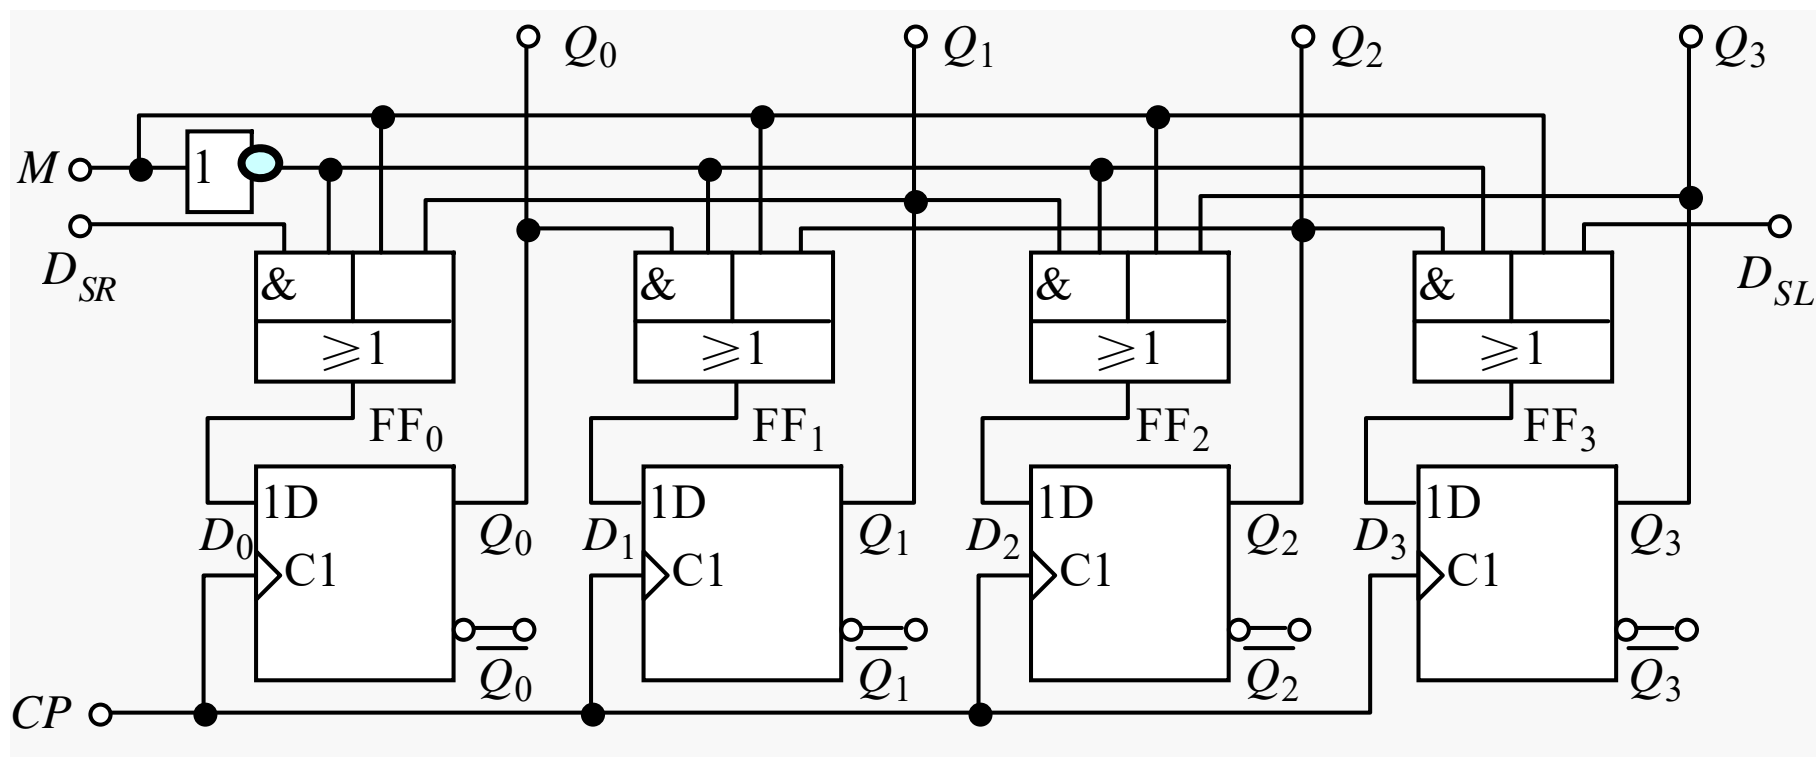 Q0 Q1 Q2 Q3
M 1
DSR DSL
& & & &
≥1 ≥1 ≥1 ≥1
FF0 FF1 FF2 FF3
1D 1D 1D 1D
D0 Q0 D1 Q1 D2 Q2 D3 Q3
C1 C1 C1 C1
Q̅0 Q̅1 Q̅2 Q̅3
CP